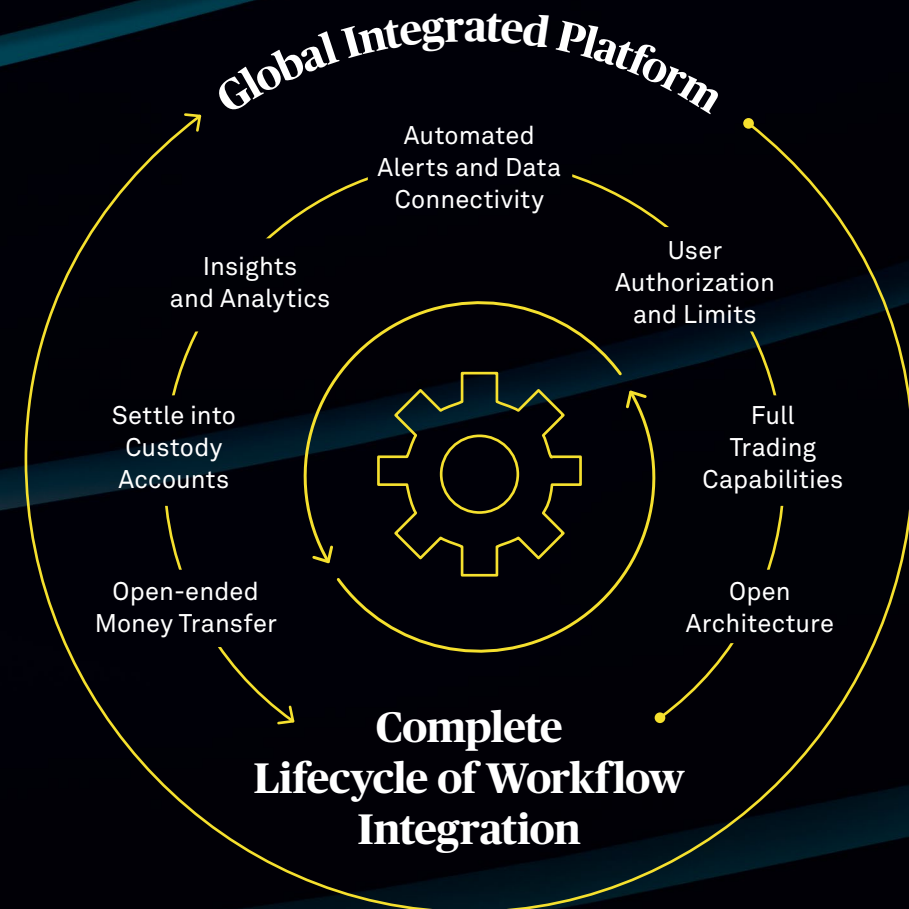 Global Integrated Platform
Automated
Alerts and Data
Connectivity
User
Authorization
and Limits
Insights
and Analytics
Full
Trading
Capabilities
Settle into
Custody
Accounts
Open
Architecture
Open-ended
Money Transfer
Complete
Lifecycle of Workflow
Integration